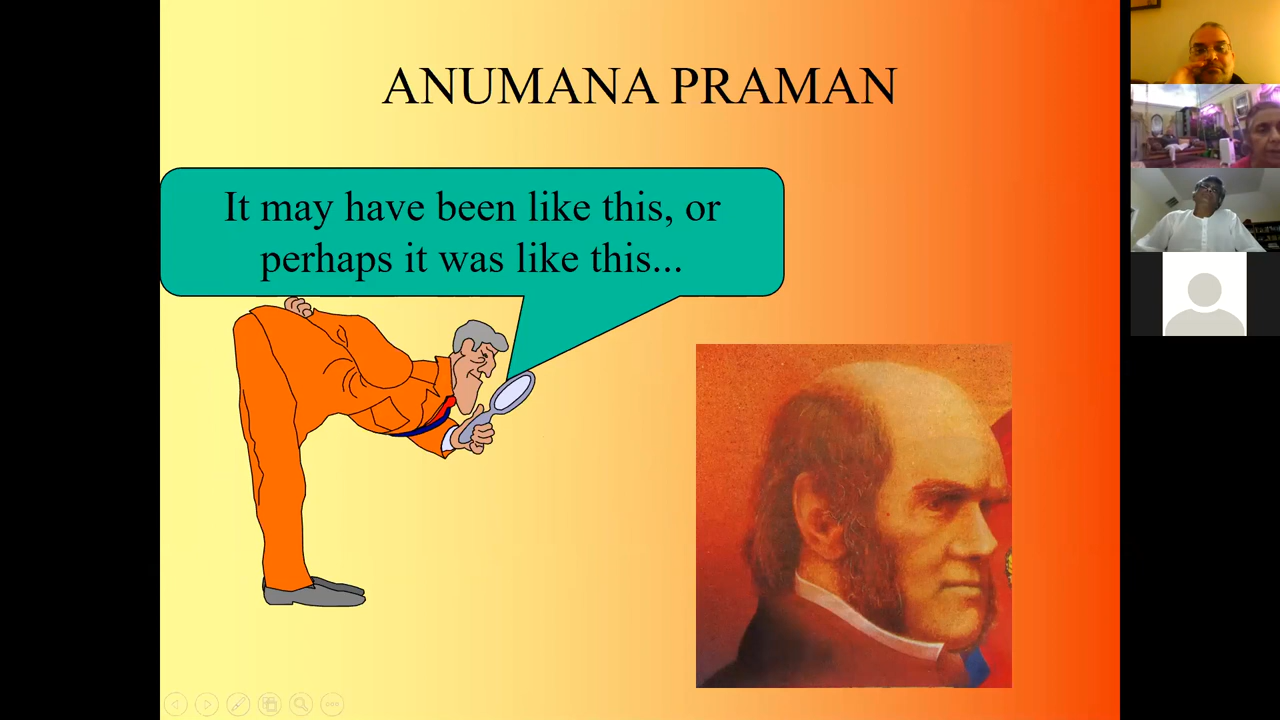 ANUMANA PRAMAN
It may have been like this, or
perhaps it was like this...